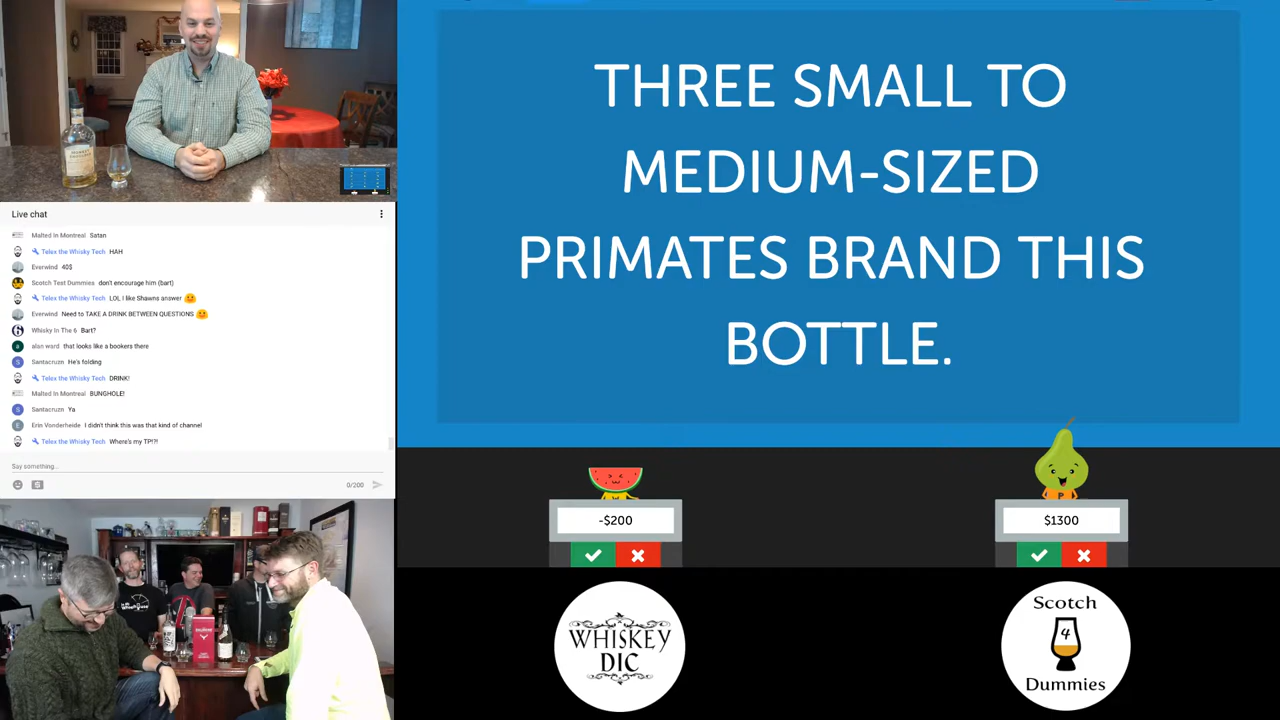 THREE SMALL TO
MEDIUM-SIZED
PRIMATES BRAND THIS
BOTTLE.
Live chat
Malted In Montreal Satan
Telex the Whisky Tech HAH
Everwind 40$
Scotch Test Dummies don't encourage him (bart)
Telex the Whisky Tech LOL I like Shawns answer
Everwind Need to TAKE A DRINK BETWEEN QUESTIONS
Whisky In The 6 Bart?
alan ward that looks like a bookers there
Santacruzn He's folding
Telex the Whisky Tech DRINK!
Malted In Montreal BUNGHOLE!
Santacruzn Ya
Erin Vonderheide I didn't think this was that kind of channel
Telex the Whisky Tech Where's my TP!?!
Say something...
0/200
-$200
$1300
WHISKEY
DIC
Scotch
4
Dummies